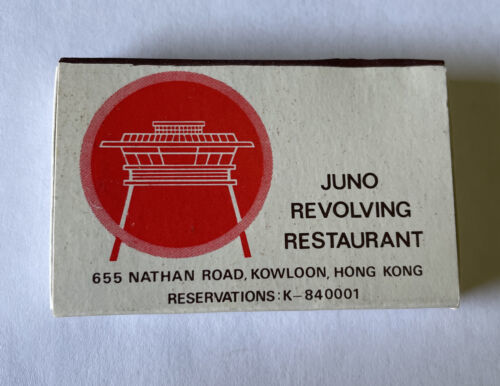 JUNO
REVOLVING
RESTAURANT
655 NATHAN ROAD, KOWLOON, HONG KONG
RESERVATIONS: K-840001